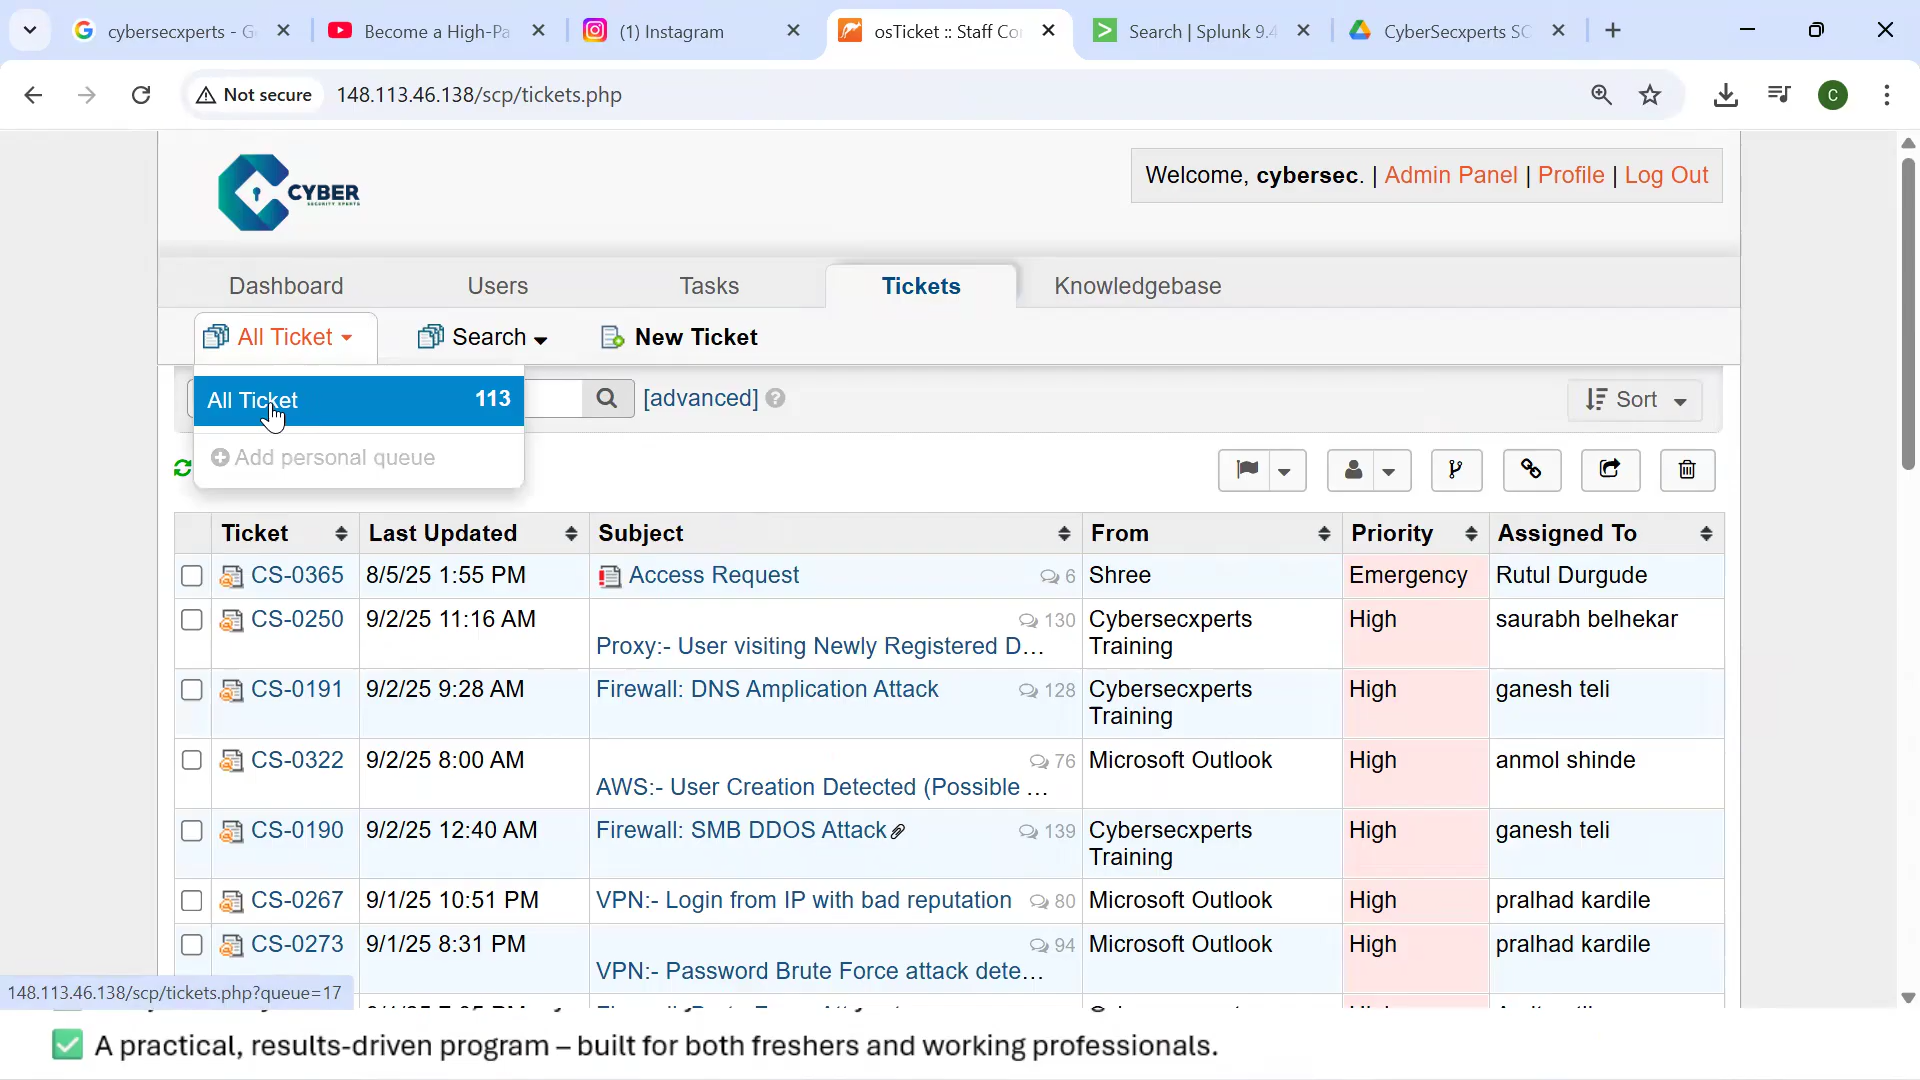 cybersecxperts - G
Become a High-Pa
(1) Instagram
osTicket :: Staff Co
Search | Splunk 9.4
CyberSecxperts SC
Not secure
148.113.46.138/scp/tickets.php
C
CYBER
SECURITY EXPERTS
Welcome, cybersec. | Admin Panel | Profile | Log Out
Dashboard
Users
Tasks
Tickets
Knowledgebase
All Ticket
Search
New Ticket
All Ticket 113
Add personal queue
[advanced]
Sort
Ticket Last Updated Subject From Priority Assigned To
CS-0365 8/5/25 1:55 PM Access Request 6 Shree Emergency Rutul Durgude
CS-0250 9/2/25 11:16 AM Proxy:- User visiting Newly Registered D... 130 Cybersecxperts Training High saurabh belhekar
CS-0191 9/2/25 9:28 AM Firewall: DNS Amplication Attack 128 Cybersecxperts Training High ganesh teli
CS-0322 9/2/25 8:00 AM AWS:- User Creation Detected (Possible ... 76 Microsoft Outlook High anmol shinde
CS-0190 9/2/25 12:40 AM Firewall: SMB DDOS Attack 139 Cybersecxperts Training High ganesh teli
CS-0267 9/1/25 10:51 PM VPN:- Login from IP with bad reputation 80 Microsoft Outlook High pralhad kardile
CS-0273 9/1/25 8:31 PM VPN:- Password Brute Force attack dete... 94 Microsoft Outlook High pralhad kardile
148.113.46.138/scp/tickets.php?queue=17
A practical, results-driven program – built for both freshers and working professionals.